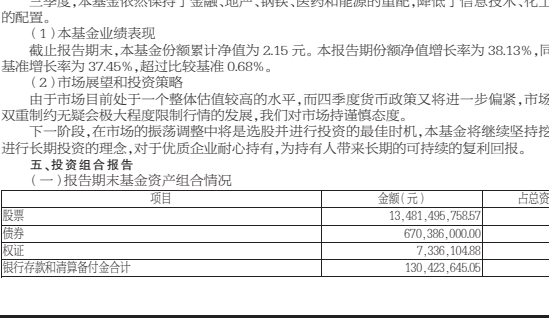 三季度,本基金依然保持了金融、地产、钢铁、医药和能源的重配,降低了信息技术、化工
的配置。
(1)本基金业绩表现
截止报告期末,本基金份额累计净值为 2.15 元。本报告期份额净值增长率为 38.13%,同
基准增长率为 37.45%,超过比较基准 0.68%。
(2)市场展望和投资策略
由于市场目前处于一个整体估值较高的水平,而四季度货币政策又将进一步偏紧,市场
双重制约无疑会极大程度限制行情的发展,我们对市场持谨慎态度。
下一阶段,在市场的振荡调整中将是选股并进行投资的最佳时机,本基金将继续坚持挖
进行长期投资的理念,对于优质企业耐心持有,为持有人带来长期的可持续的复利回报。
五、投资组合报告
(一)报告期末基金资产组合情况
项目 金额(元) 占总资
股票 13,481,495,758.57
债券 670,386,000.00
权证 7,336,104.88
银行存款和清算备付金合计 130,423,645.05